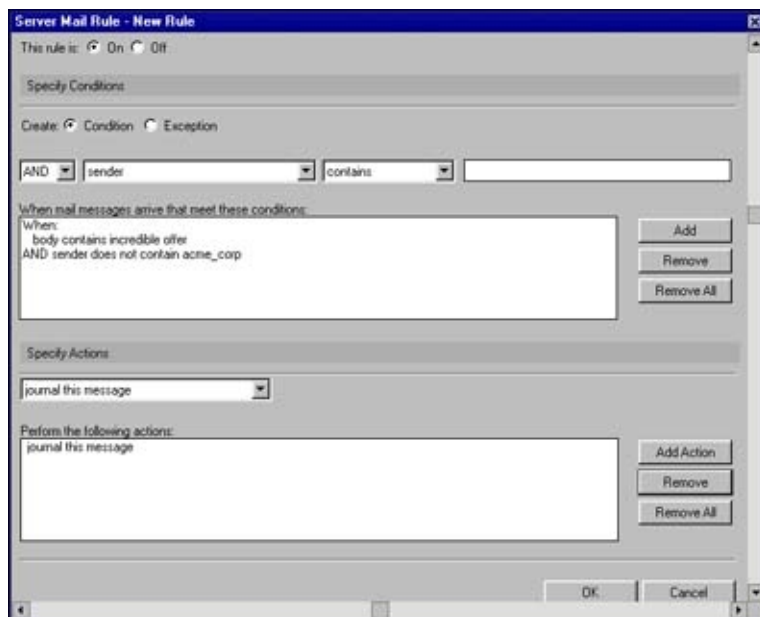 Server Mail Rule - New Rule
This rule is: On Off
Specify Conditions
Create: Condition Exception
AND sender contains
When mail messages arrive that meet these conditions:
When:
body contains incredible offer
AND sender does not contain acme_corp
Add
Remove
Remove All
Specify Actions
journal this message
Perform the following actions:
journal this message
Add Action
Remove
Remove All
OK Cancel